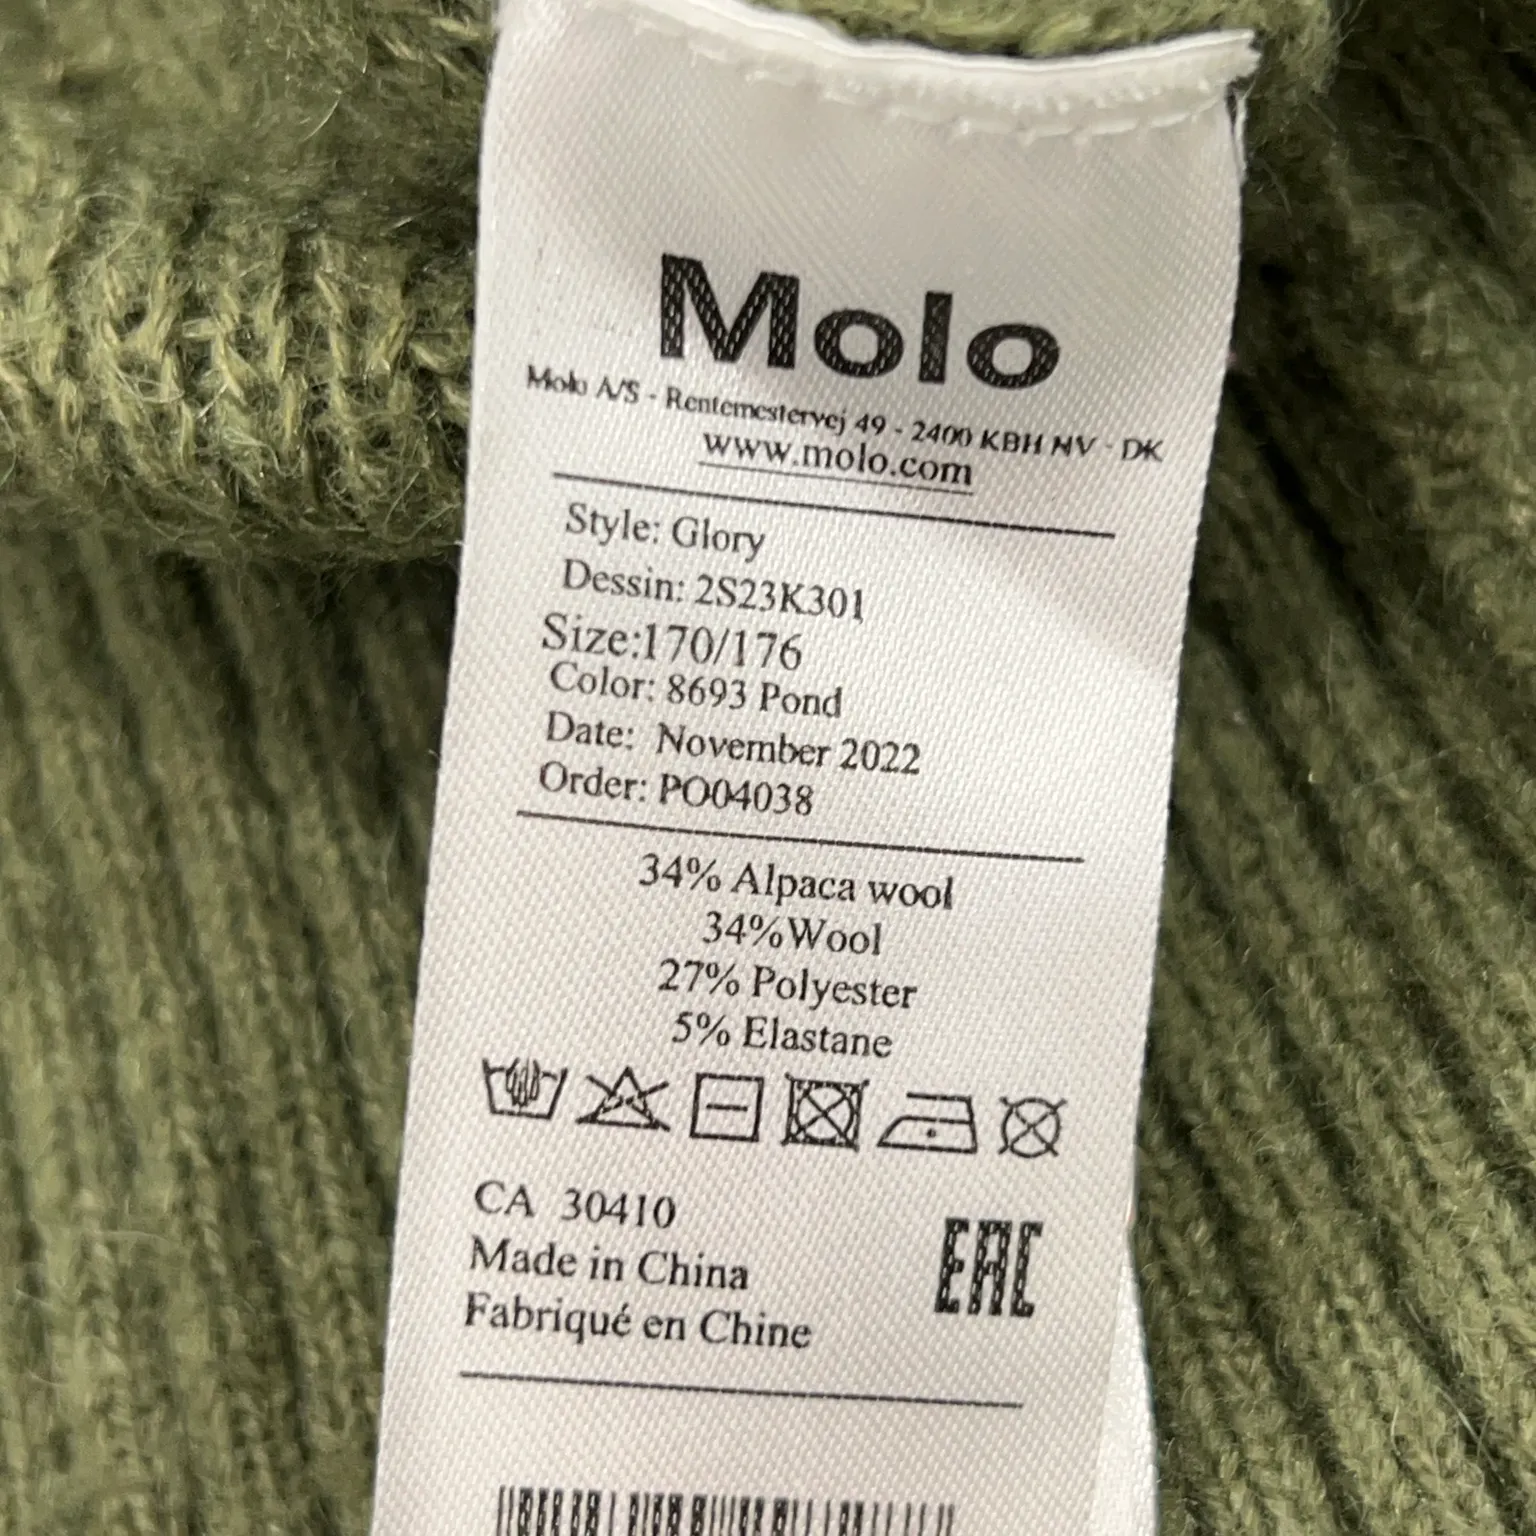 Molo
Molo A/S - Rentemestervej 49 - 2400 KBH NV - DK
www.molo.com
Style: Glory
Dessin: 2S23K301
Size:170/176
Color: 8693 Pond
Date: November 2022
Order: PO04038
34% Alpaca wool
34%Wool
27% Polyester
5% Elastane
CA 30410
Made in China
Fabriqué en Chine
EAC